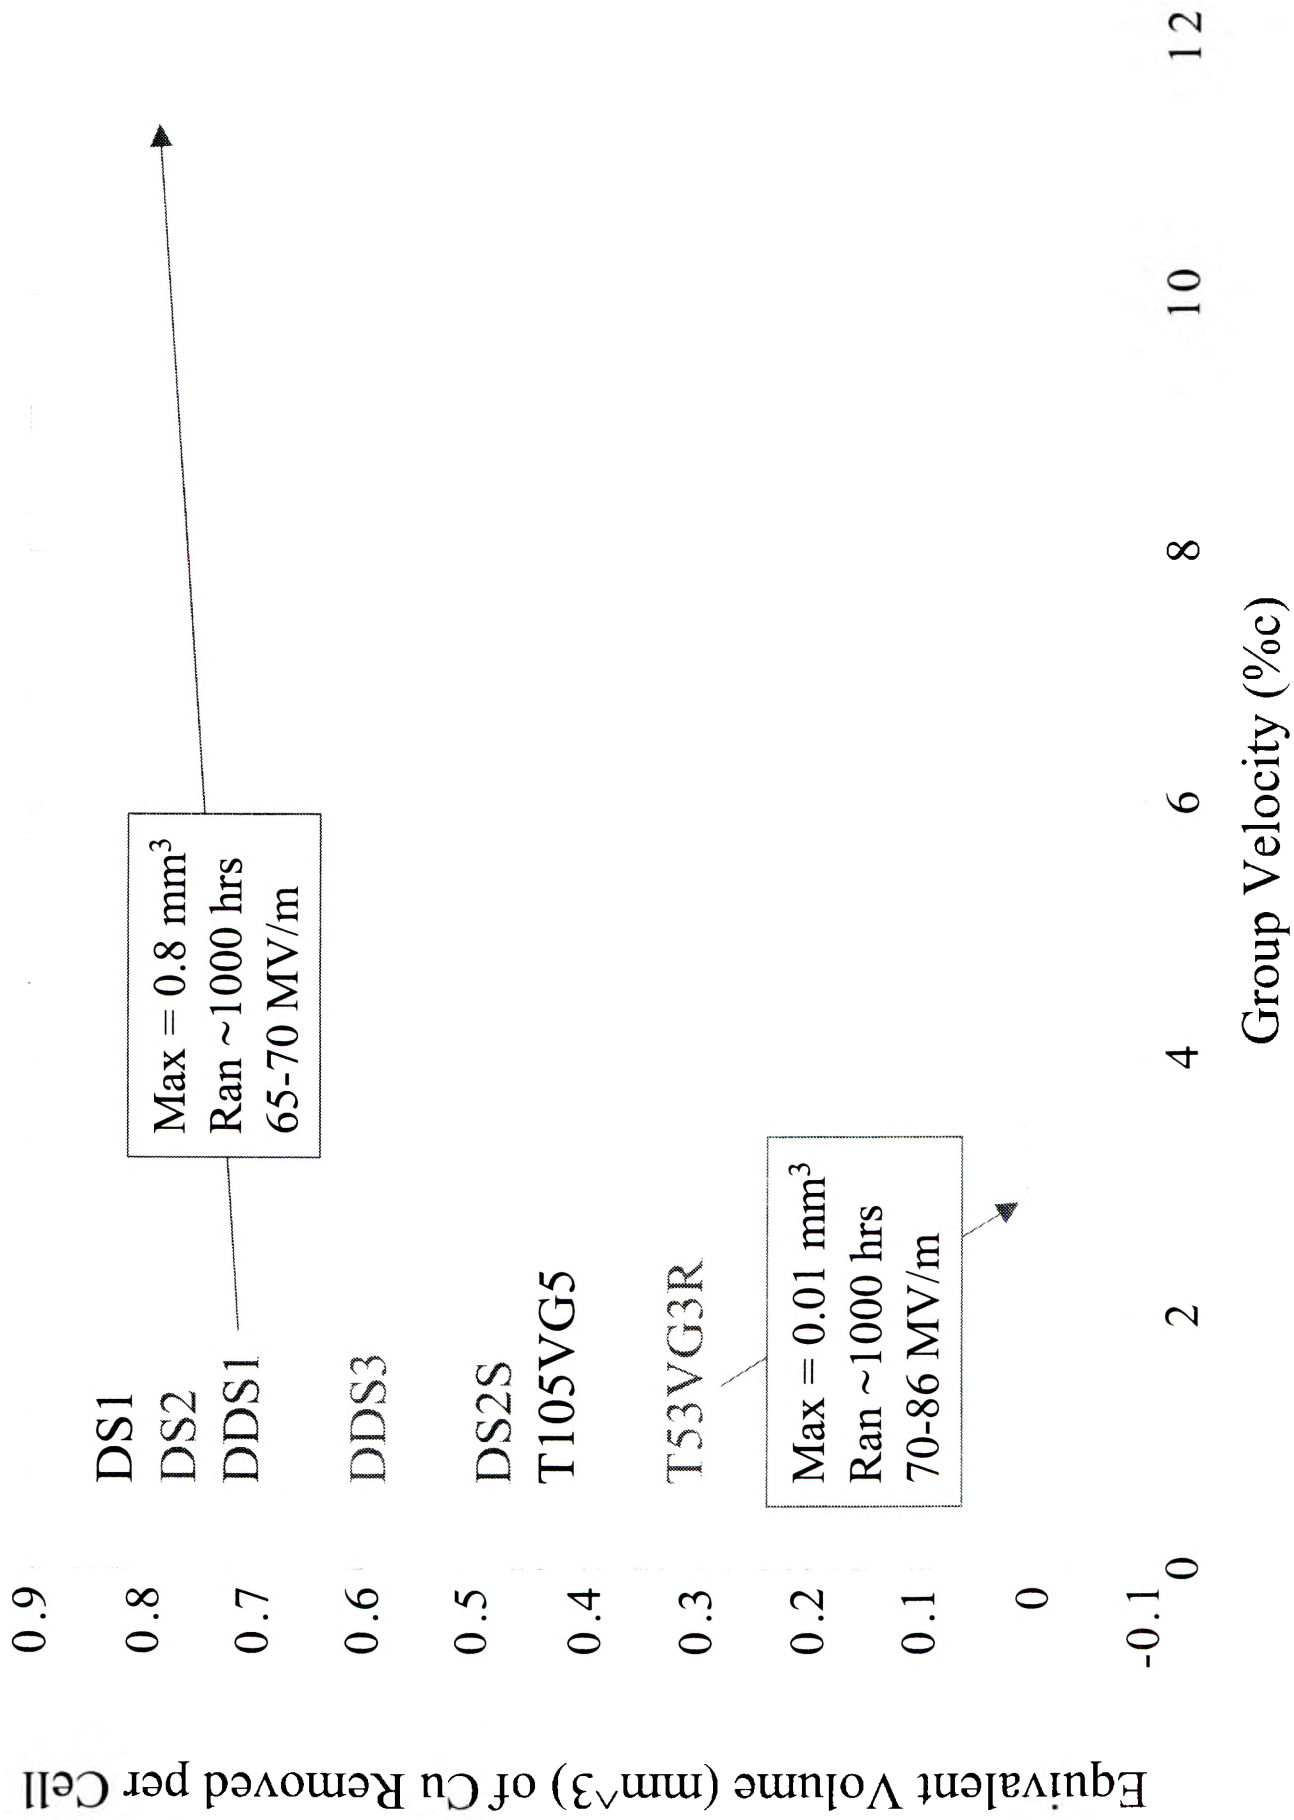 Equivalent Volume (mm^3) of Cu Removed per Cell
0.9
0.8
0.7
0.6
0.5
0.4
0.3
0.2
0.1
0
-0.1
DS1
DS2
DDS1
DDS3
DS2S
T105VG5
T53VG3R
Max = 0.8 mm³
Ran ~1000 hrs
65-70 MV/m
Max = 0.01 mm³
Ran ~1000 hrs
70-86 MV/m
0 2 4 6 8 10 12
Group Velocity (%c)